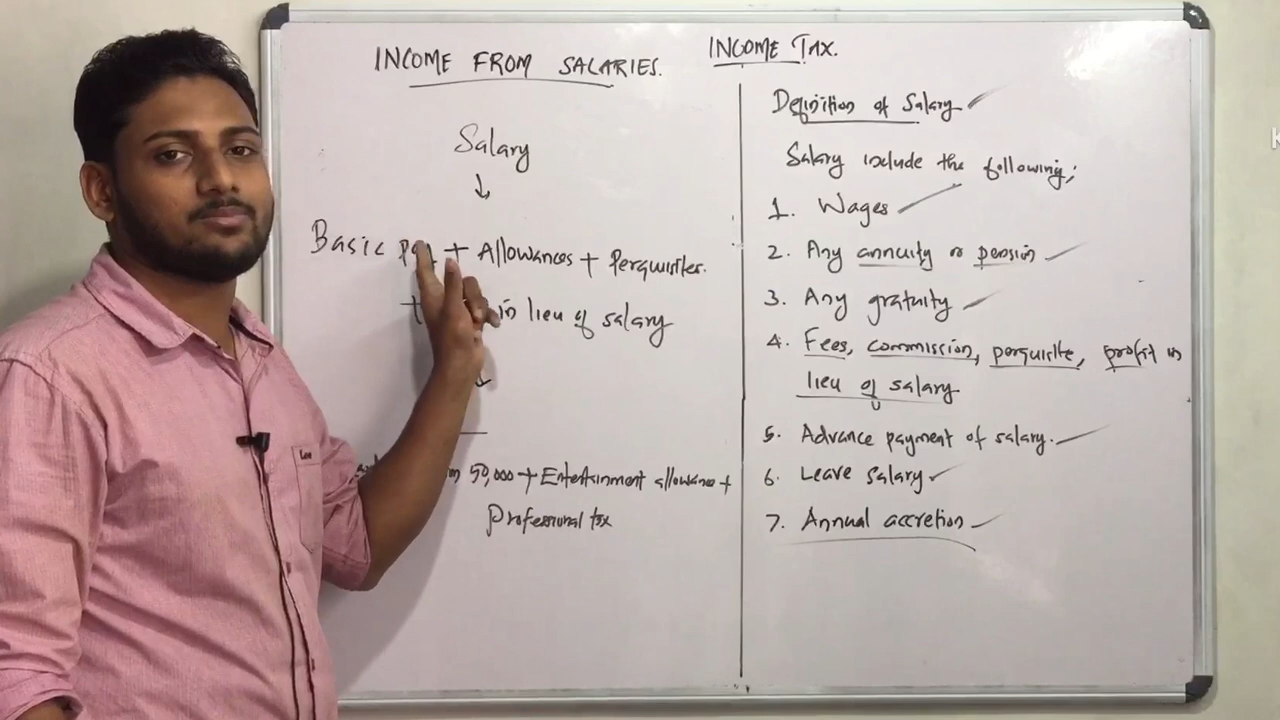 INCOME FROM SALARIES.
INCOME TAX.
Salary
↓
Basic pay + Allowances + Perquisites.
+ in lieu of salary
50,000 + Entertainment allowance +
Professional tax
Definition of Salary
Salary include the following;
1. Wages
2. Any annuity or pension
3. Any gratuity
4. Fees, commission, perquisite, profit in
lieu of salary
5. Advance payment of salary.
6. Leave salary
7. Annual accretion